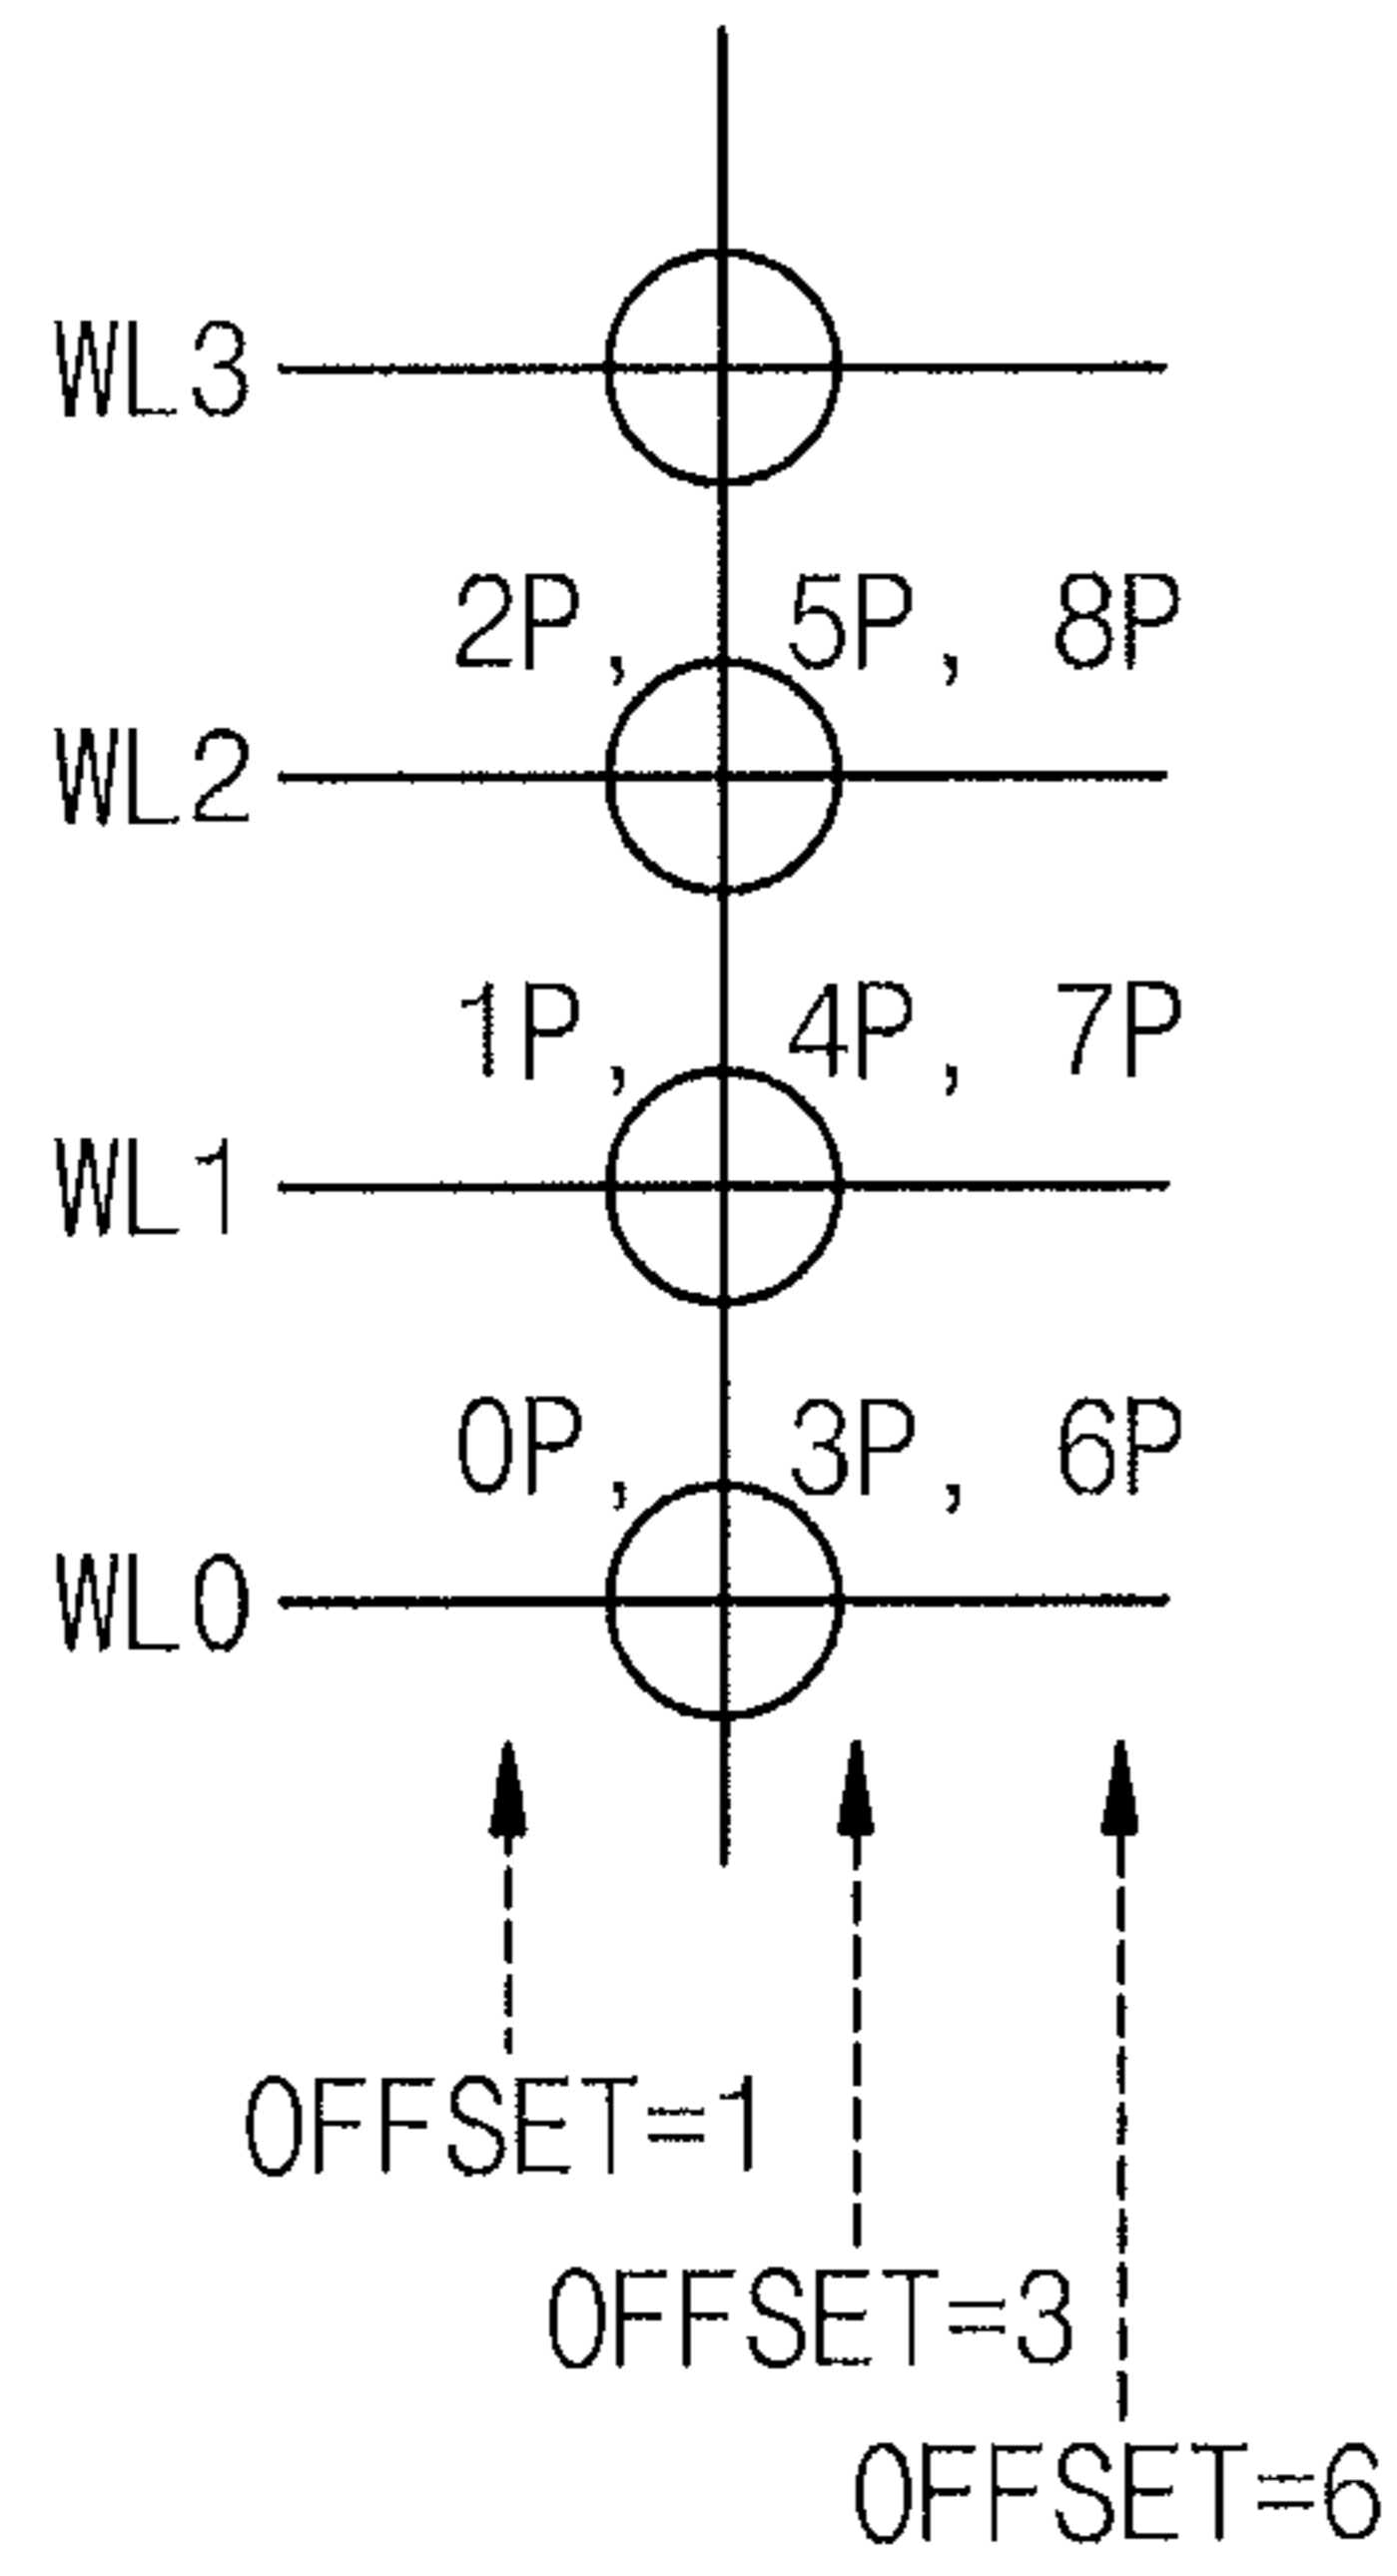 WL3
2P, 5P, 8P
WL2
1P, 4P, 7P
WL1
0P, 3P, 6P
WL0
OFFSET=1
OFFSET=3
OFFSET=6